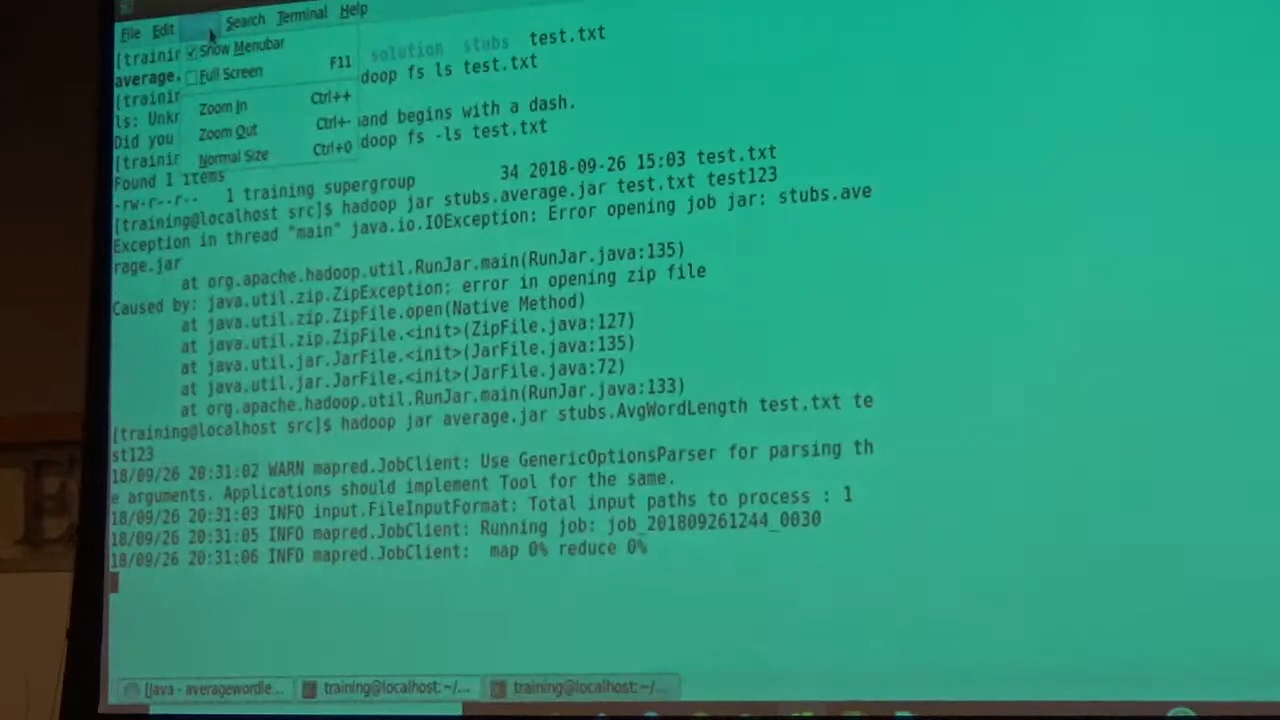 File Edit Search Terminal Help
Show Menubar
Full Screen F11
Zoom In Ctrl++
Zoom Out Ctrl+-
Normal Size Ctrl+0
[trainir solution stubs test.txt
average. doop fs ls test.txt
[trainir
ls: Unkr and begins with a dash.
Did you doop fs -ls test.txt
[trainir
Found 1 items
-rw-r--r-- 1 training supergroup 34 2018-09-26 15:03 test.txt
[training@localhost src]$ hadoop jar stubs.average.jar test.txt test123
Exception in thread "main" java.io.IOException: Error opening job jar: stubs.ave
rage.jar
at org.apache.hadoop.util.RunJar.main(RunJar.java:135)
Caused by: java.util.zip.ZipException: error in opening zip file
at java.util.zip.ZipFile.open(Native Method)
at java.util.zip.ZipFile.<init>(ZipFile.java:127)
at java.util.jar.JarFile.<init>(JarFile.java:135)
at java.util.jar.JarFile.<init>(JarFile.java:72)
at org.apache.hadoop.util.RunJar.main(RunJar.java:133)
[training@localhost src]$ hadoop jar average.jar stubs.AvgWordLength test.txt te
st123
18/09/26 20:31:02 WARN mapred.JobClient: Use GenericOptionsParser for parsing th
e arguments. Applications should implement Tool for the same.
18/09/26 20:31:03 INFO input.FileInputFormat: Total input paths to process : 1
18/09/26 20:31:05 INFO mapred.JobClient: Running job: job_201809261244_0030
18/09/26 20:31:06 INFO mapred.JobClient: map 0% reduce 0%
[Java - averagewordle... training@localhost:~/... training@localhost:~/...